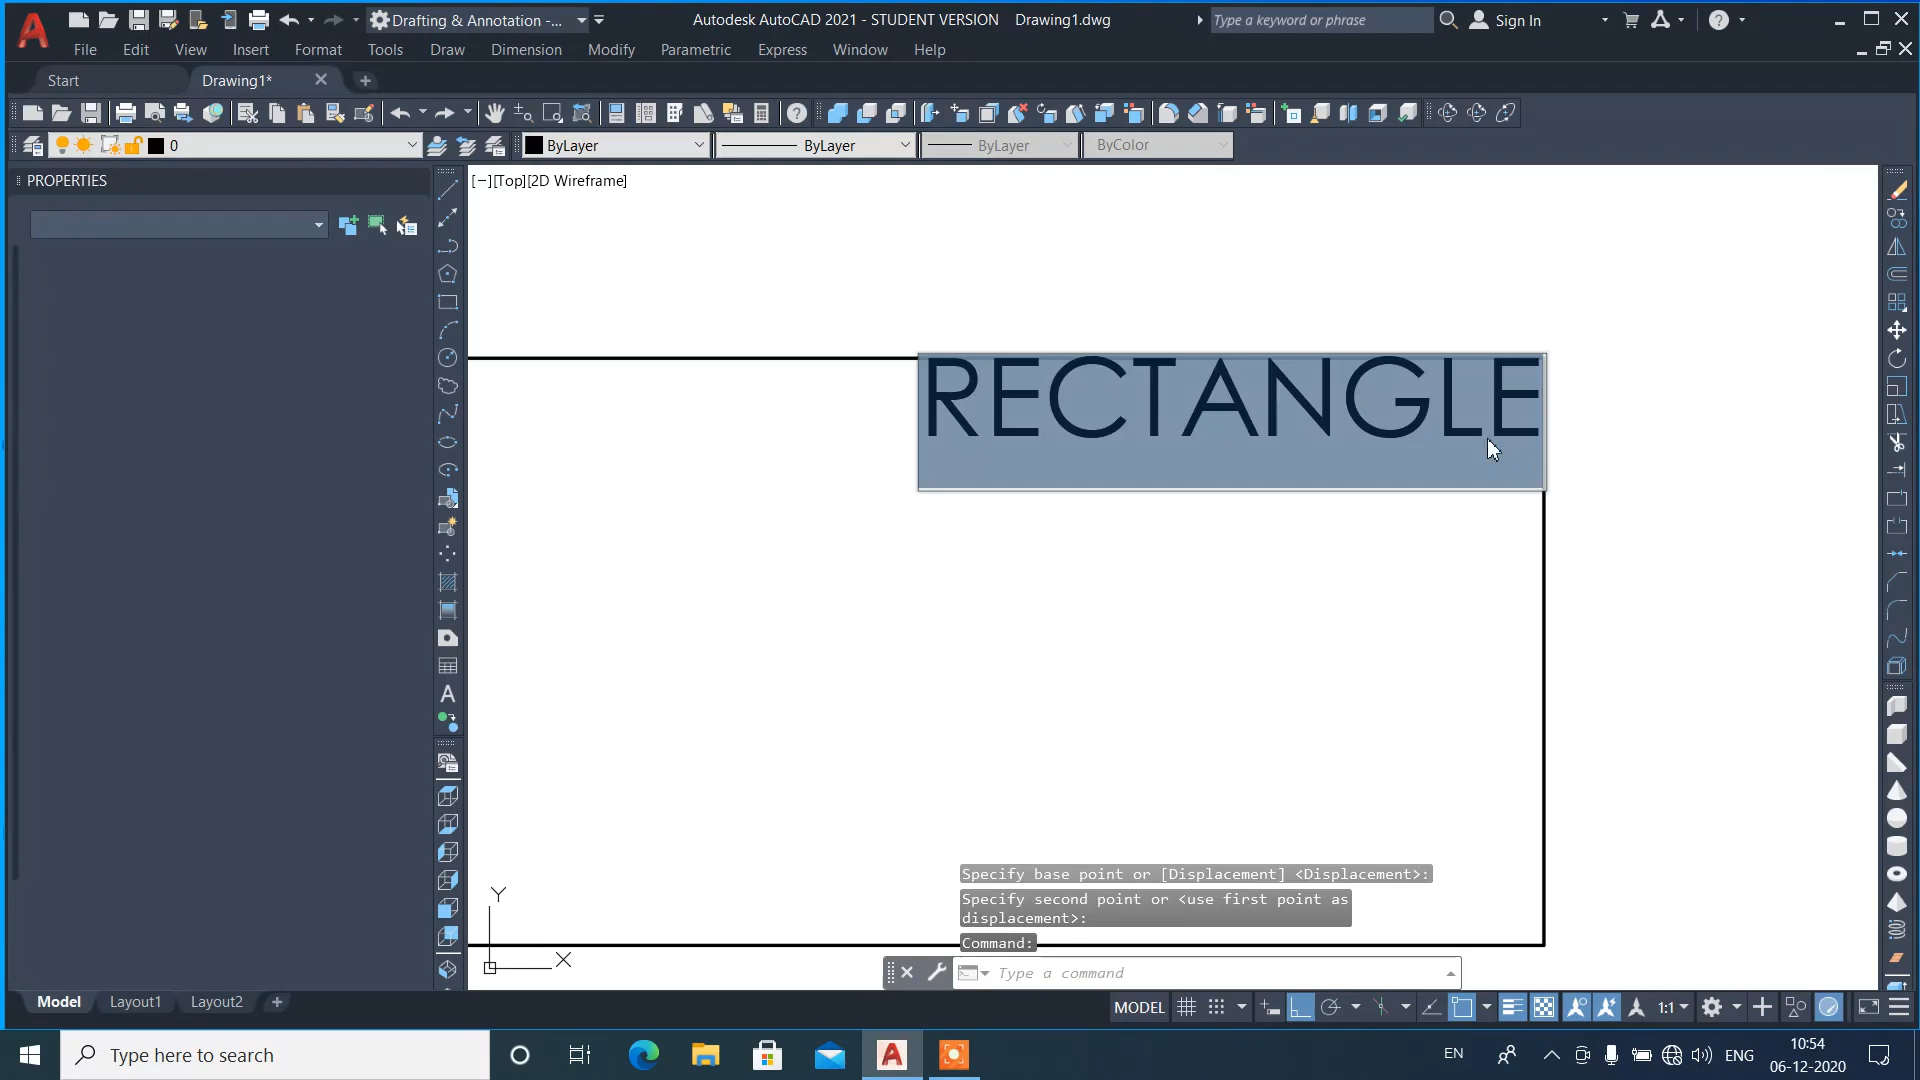 Drafting & Annotation -...
Autodesk AutoCAD 2021 - STUDENT VERSION Drawing1.dwg
Type a keyword or phrase
Sign In
File Edit View Insert Format Tools Draw Dimension Modify Parametric Express Window Help
Start
Drawing1*
0
ByLayer
ByLayer
ByLayer
ByColor
PROPERTIES
[−][Top][2D Wireframe]
RECTANGLE
Specify base point or [Displacement] <Displacement>:
Specify second point or <use first point as
displacement>:
Command:
Y
X
Type a command
Model Layout1 Layout2
MODEL
1:1
Type here to search
EN
ENG
10:54
06-12-2020